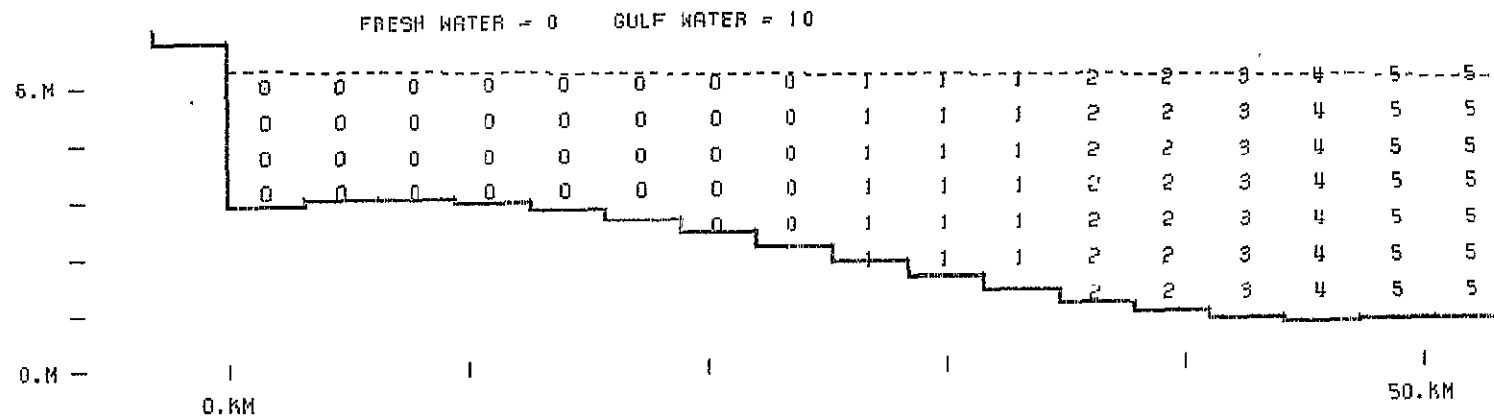 FRESH WATER = 0 GULF WATER = 10
5.M 0 0 0 0 0 0 0 0 1 1 1 2 2 3 4 5 5
0 0 0 0 0 0 0 0 1 1 1 2 2 3 4 5 5
0 0 0 0 0 0 0 0 1 1 1 2 2 3 4 5 5
0 0 0 0 0 0 0 0 1 1 1 2 2 3 4 5 5
0 0 1 1 1 2 2 3 4 5 5
1 1 1 2 2 3 4 5 5
2 2 3 4 5 5
0.M
0.KM 50.KM